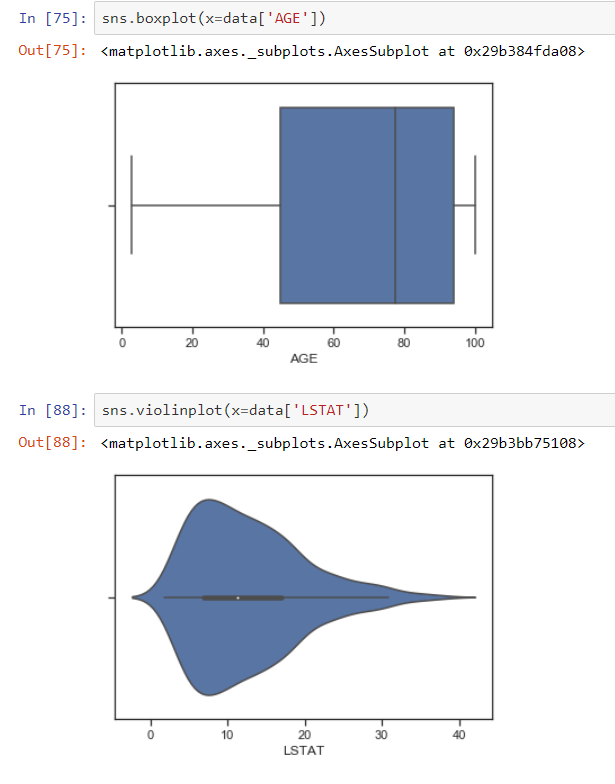 In [75]: sns.boxplot(x=data['AGE'])
Out[75]: <matplotlib.axes._subplots.AxesSubplot at 0x29b384fda08>
0 20 40 60 80 100
AGE
In [88]: sns.violinplot(x=data['LSTAT'])
Out[88]: <matplotlib.axes._subplots.AxesSubplot at 0x29b3bb75108>
0 10 20 30 40
LSTAT